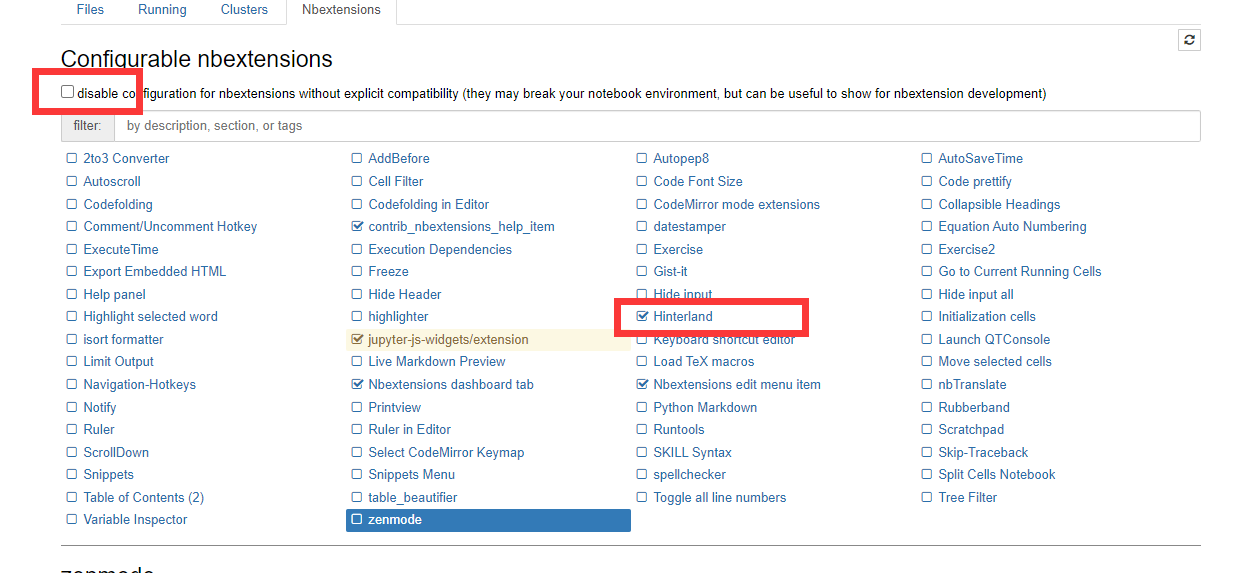 Files Running Clusters Nbextensions
Configurable nbextensions
disable configuration for nbextensions without explicit compatibility (they may break your notebook environment, but can be useful to show for nbextension development)
filter: by description, section, or tags
2to3 Converter AddBefore Autopep8 AutoSaveTime
Autoscroll Cell Filter Code Font Size Code prettify
Codefolding Codefolding in Editor CodeMirror mode extensions Collapsible Headings
Comment/Uncomment Hotkey contrib_nbextensions_help_item datestamper Equation Auto Numbering
ExecuteTime Execution Dependencies Exercise Exercise2
Export Embedded HTML Freeze Gist-it Go to Current Running Cells
Help panel Hide Header Hide input Hide input all
Highlight selected word highlighter Hinterland Initialization cells
isort formatter jupyter-js-widgets/extension Keyboard shortcut editor Launch QTConsole
Limit Output Live Markdown Preview Load TeX macros Move selected cells
Navigation-Hotkeys Nbextensions dashboard tab Nbextensions edit menu item nbTranslate
Notify Printview Python Markdown Rubberband
Ruler Ruler in Editor Runtools Scratchpad
ScrollDown Select CodeMirror Keymap SKILL Syntax Skip-Traceback
Snippets Snippets Menu spellchecker Split Cells Notebook
Table of Contents (2) table_beautifier Toggle all line numbers Tree Filter
Variable Inspector zenmode
zenmode